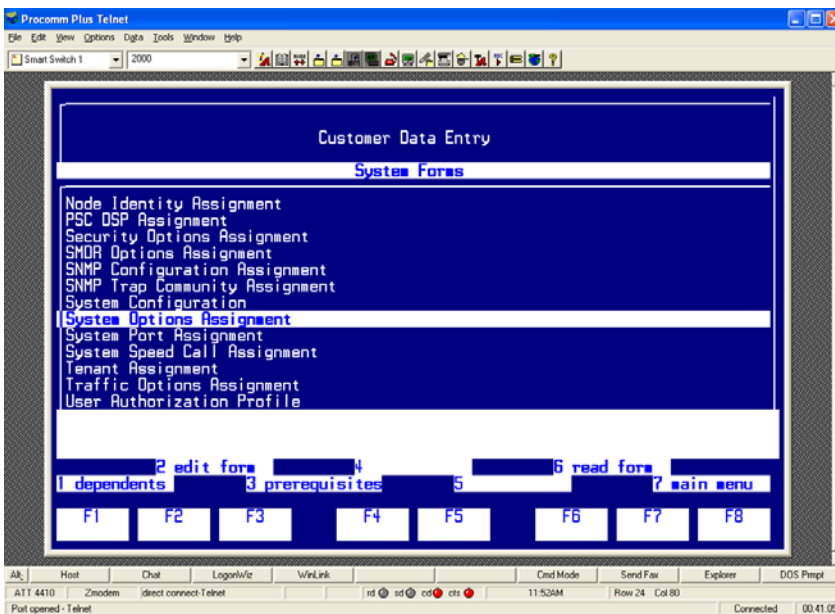 Procomm Plus Telnet
File Edit View Options Data Tools Window Help
Smart Switch 1 2000
Customer Data Entry
System Forms
Node Identity Assignment
PSC DSP Assignment
Security Options Assignment
SMDR Options Assignment
SNMP Configuration Assignment
SNMP Trap Community Assignment
System Configuration
System Options Assignment
System Port Assignment
System Speed Call Assignment
Tenant Assignment
Traffic Options Assignment
User Authorization Profile
2 edit form 4 6 read form
1 dependents 3 prerequisites 5 7 main menu
F1 F2 F3 F4 F5 F6 F7 F8
Alt- Host Chat LogonWiz WinLink Cmd Mode Send Fax Explorer DOS Prmpt
ATT 4410 Zmodem direct connect-Telnet rd sd cd cts 11:52AM Row 24 Col 80
Port opened - Telnet Connected 00:41:05